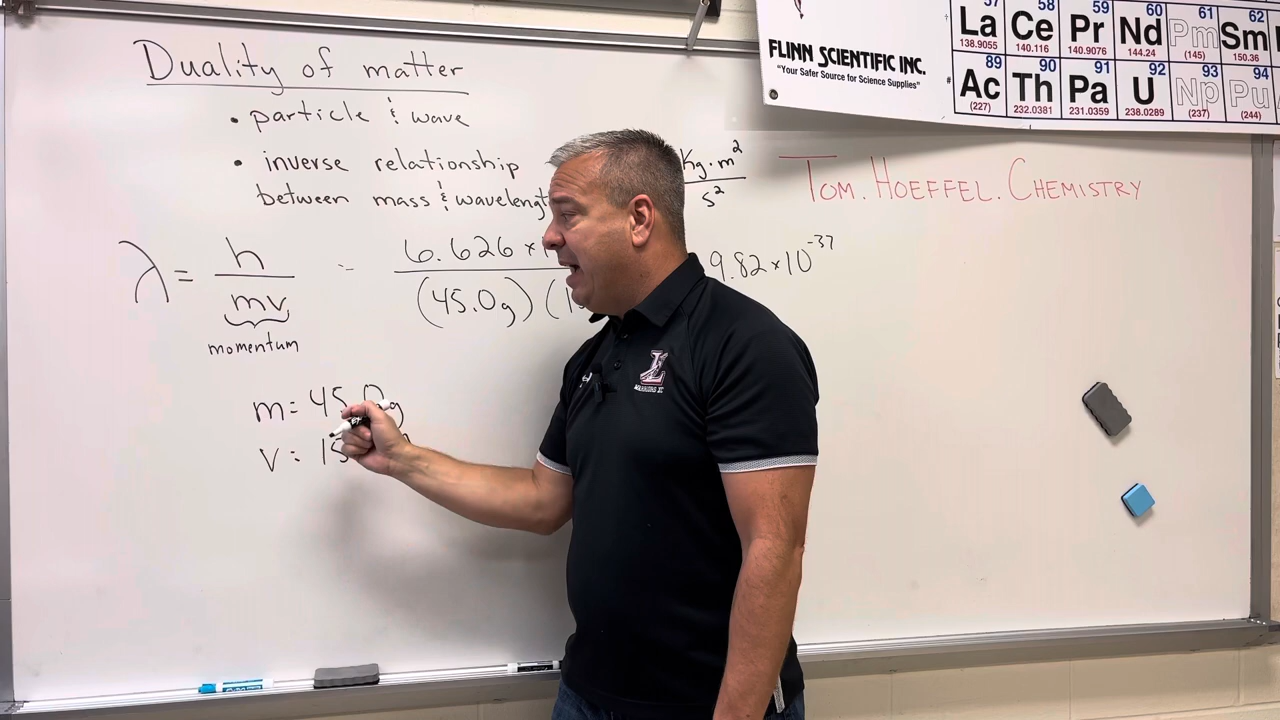 Duality of matter
• particle & wave
• inverse relationship
between mass & wavelengt
Kg·m²
s²
TOM. HOEFFEL. CHEMISTRY
λ = h
mv
momentum
= 6.626 ×
(45.0g) (1
9.82 × 10⁻³⁷
m = 45.0g
v = 15
FLINN SCIENTIFIC INC.
"Your Safer Source for Science Supplies"
57 58 59 60 61 62
La Ce Pr Nd Pm Sm
138.9055 140.116 140.9076 144.24 (145) 150.36
89 90 91 92 93 94
Ac Th Pa U Np Pu
(227) 232.0381 231.0359 238.0289 (237) (244)